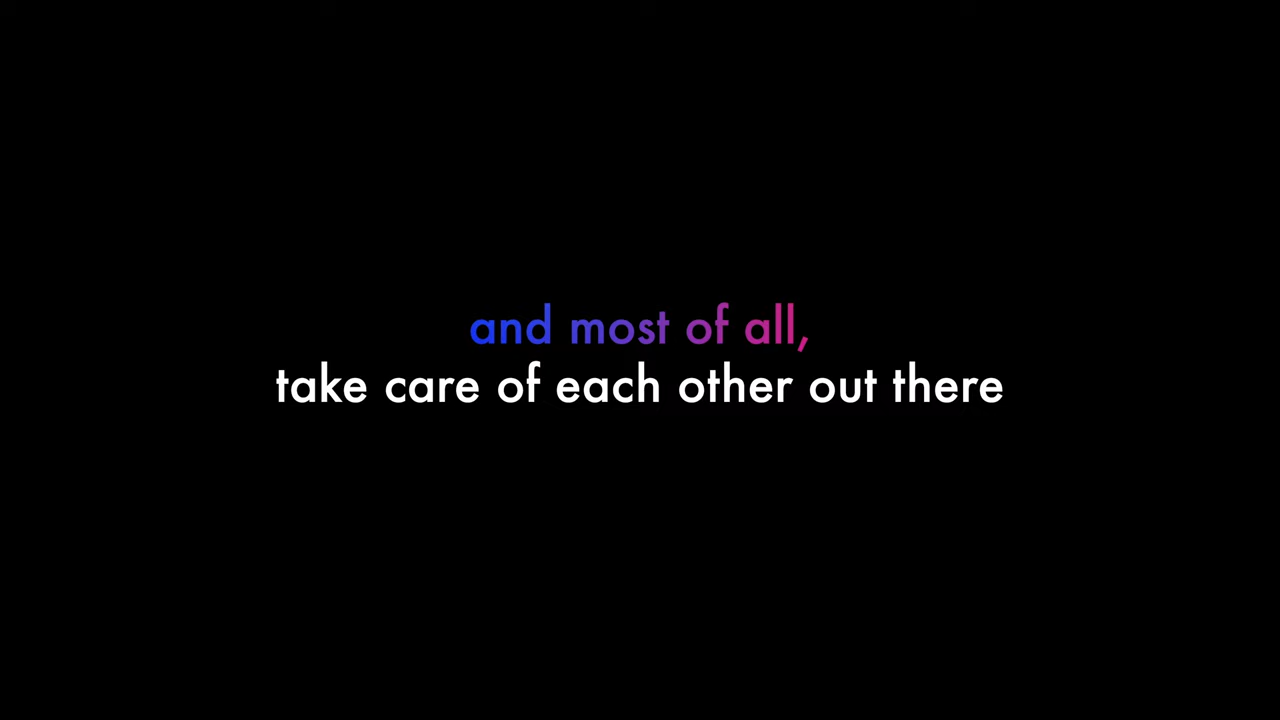 and most of all,
take care of each other out there